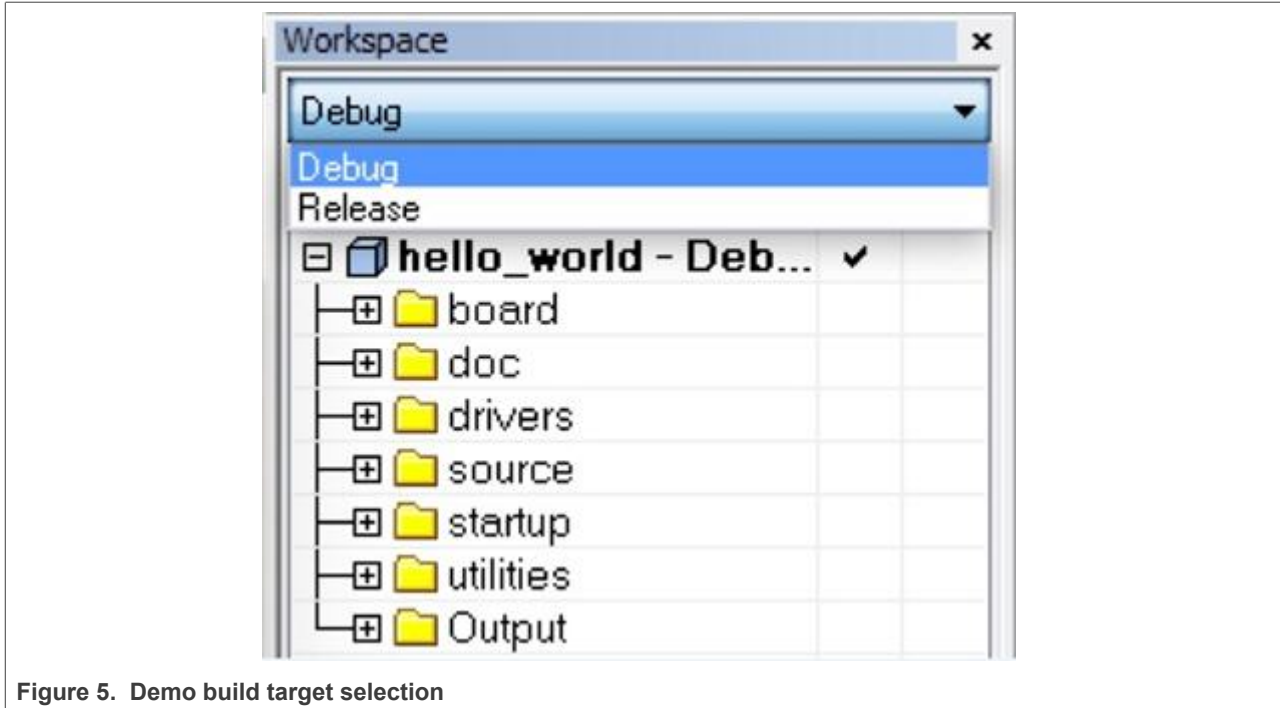 Workspace
Debug
Debug
Release
hello_world - Deb...
board
doc
drivers
source
startup
utilities
Output
Figure 5. Demo build target selection